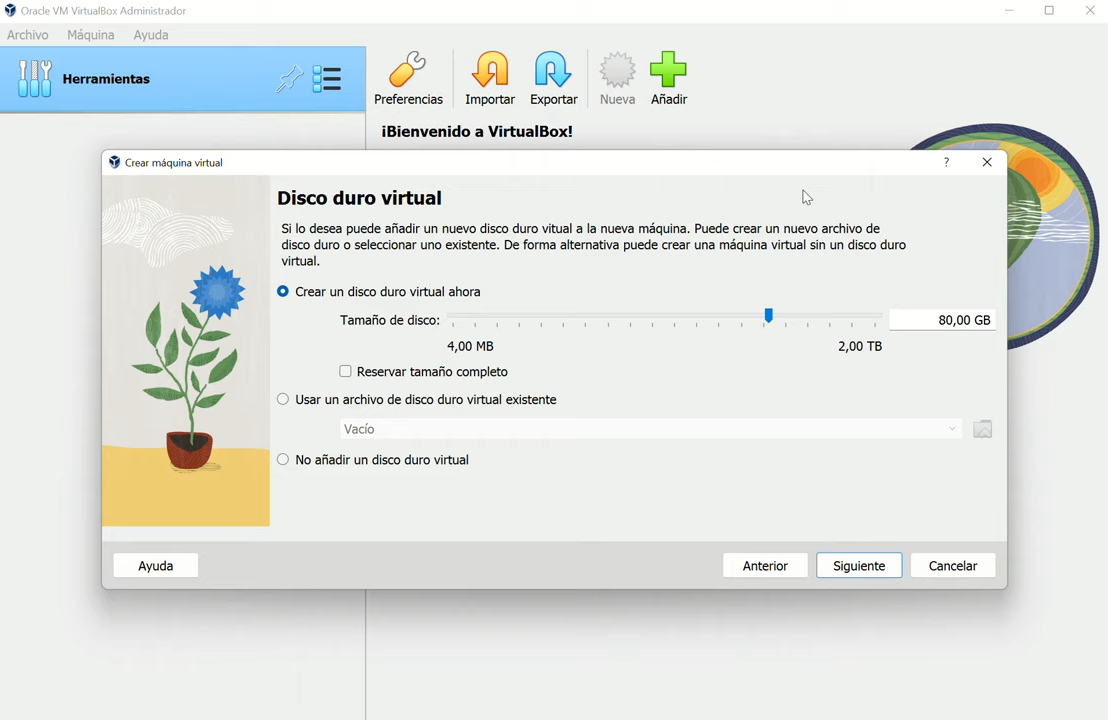 Oracle VM VirtualBox Administrador
Archivo Máquina Ayuda
Herramientas
Preferencias Importar Exportar Nueva Añadir
¡Bienvenido a VirtualBox!
Crear máquina virtual ?
Disco duro virtual
Si lo desea puede añadir un nuevo disco duro vitual a la nueva máquina. Puede crear un nuevo archivo de
disco duro o seleccionar uno existente. De forma alternativa puede crear una máquina virtual sin un disco duro
virtual.
Crear un disco duro virtual ahora
Tamaño de disco: 80,00 GB
4,00 MB 2,00 TB
Reservar tamaño completo
Usar un archivo de disco duro virtual existente
Vacío
No añadir un disco duro virtual
Ayuda Anterior Siguiente Cancelar